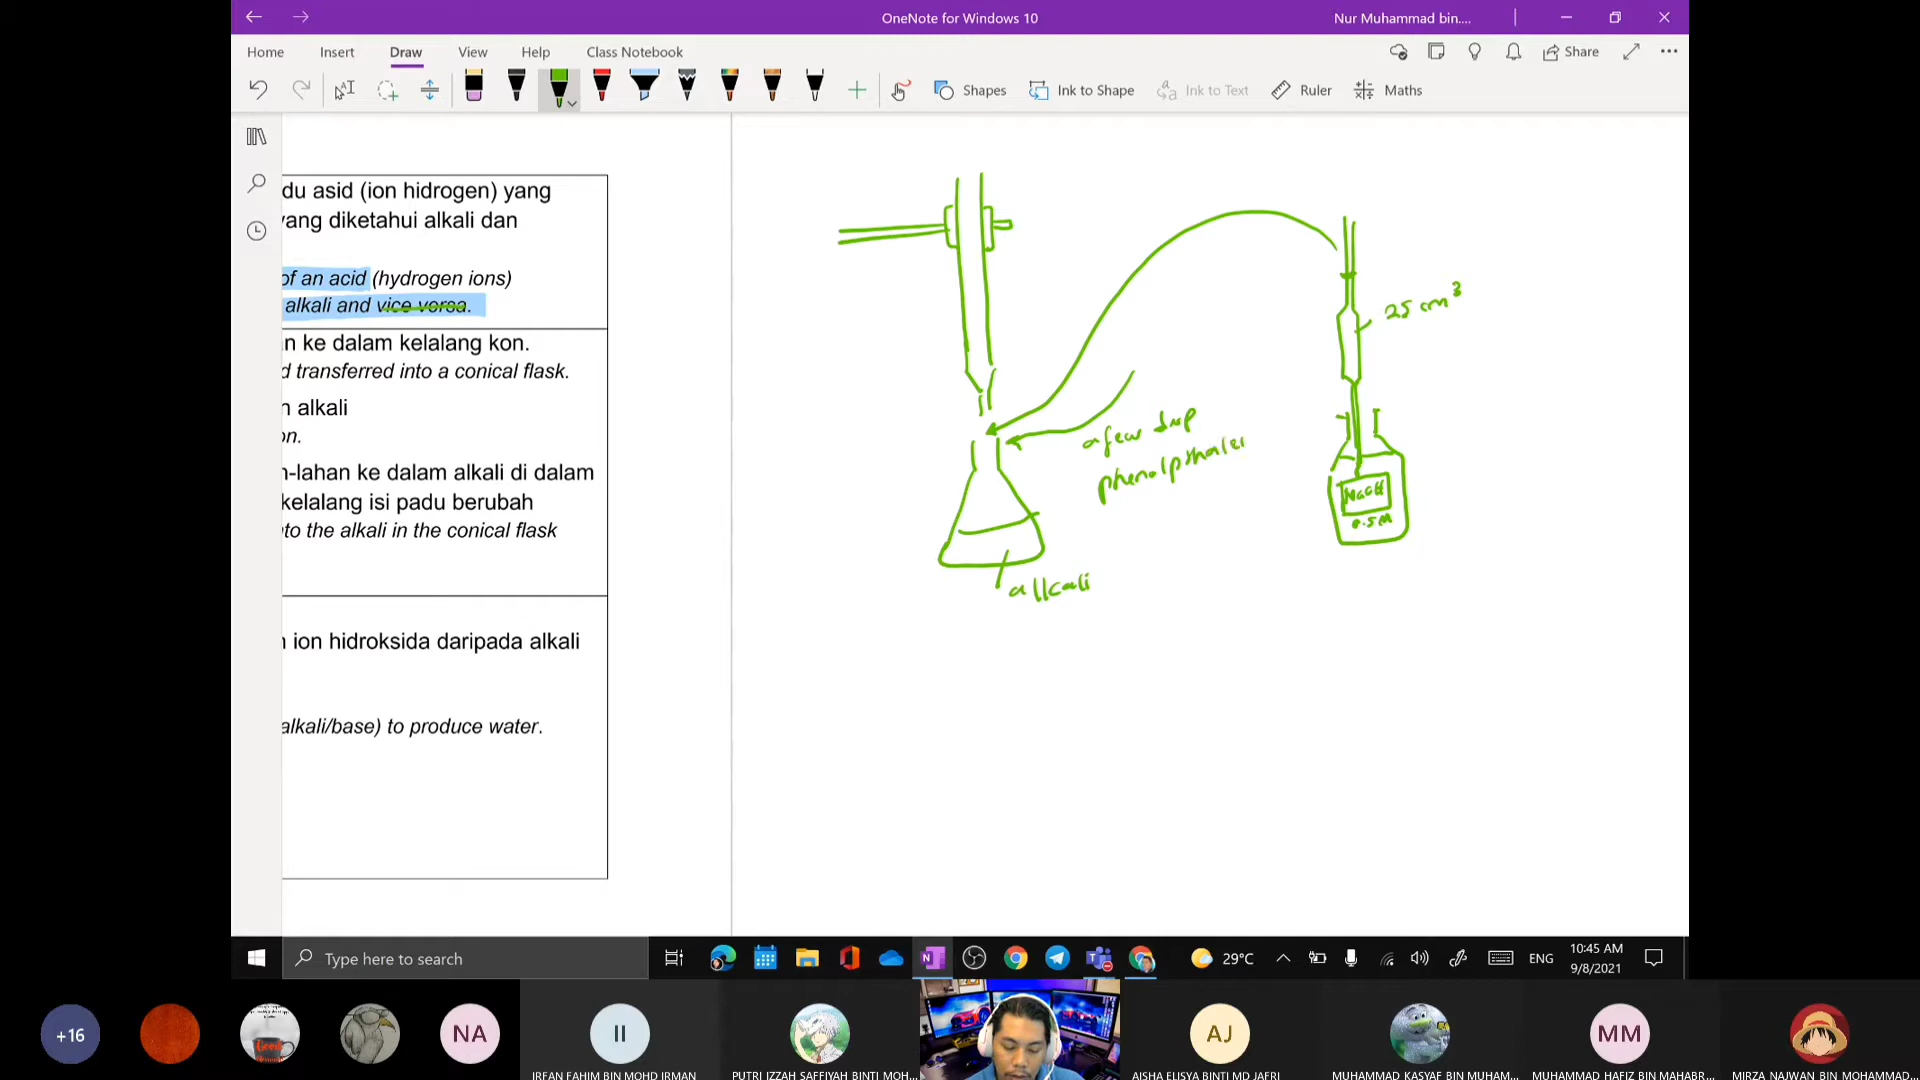 OneNote for Windows 10
Nur Muhammad bin....
Home Insert Draw View Help Class Notebook
Share
Shapes Ink to Shape Ink to Text Ruler Maths
du asid (ion hidrogen) yang
yang diketahui alkali dan
of an acid (hydrogen ions)
alkali and vice versa.
n ke dalam kelalang kon.
d transferred into a conical flask.
n alkali
on.
n-lahan ke dalam alkali di dalam
kelalang isi padu berubah
nto the alkali in the conical flask
n ion hidroksida daripada alkali
alkali/base) to produce water.
25 cm³
a few drop
NaOH
0.5M
alkali
Type here to search
29°C
ENG
10:45 AM
9/8/2021
+16
NA
II
AJ
MM
IRFAN FAHIM BIN MOHD IRMAN
PUTRI IZZAH SAFFIYAH BINTI MOH...
AISHA ELISYA BINTI MD JAFRI
MUHAMMAD KASYAF BIN MUHAM...
MUHAMMAD HAFIZ BIN MAHABR...
MIRZA NAJWAN BIN MOHAMMAD...